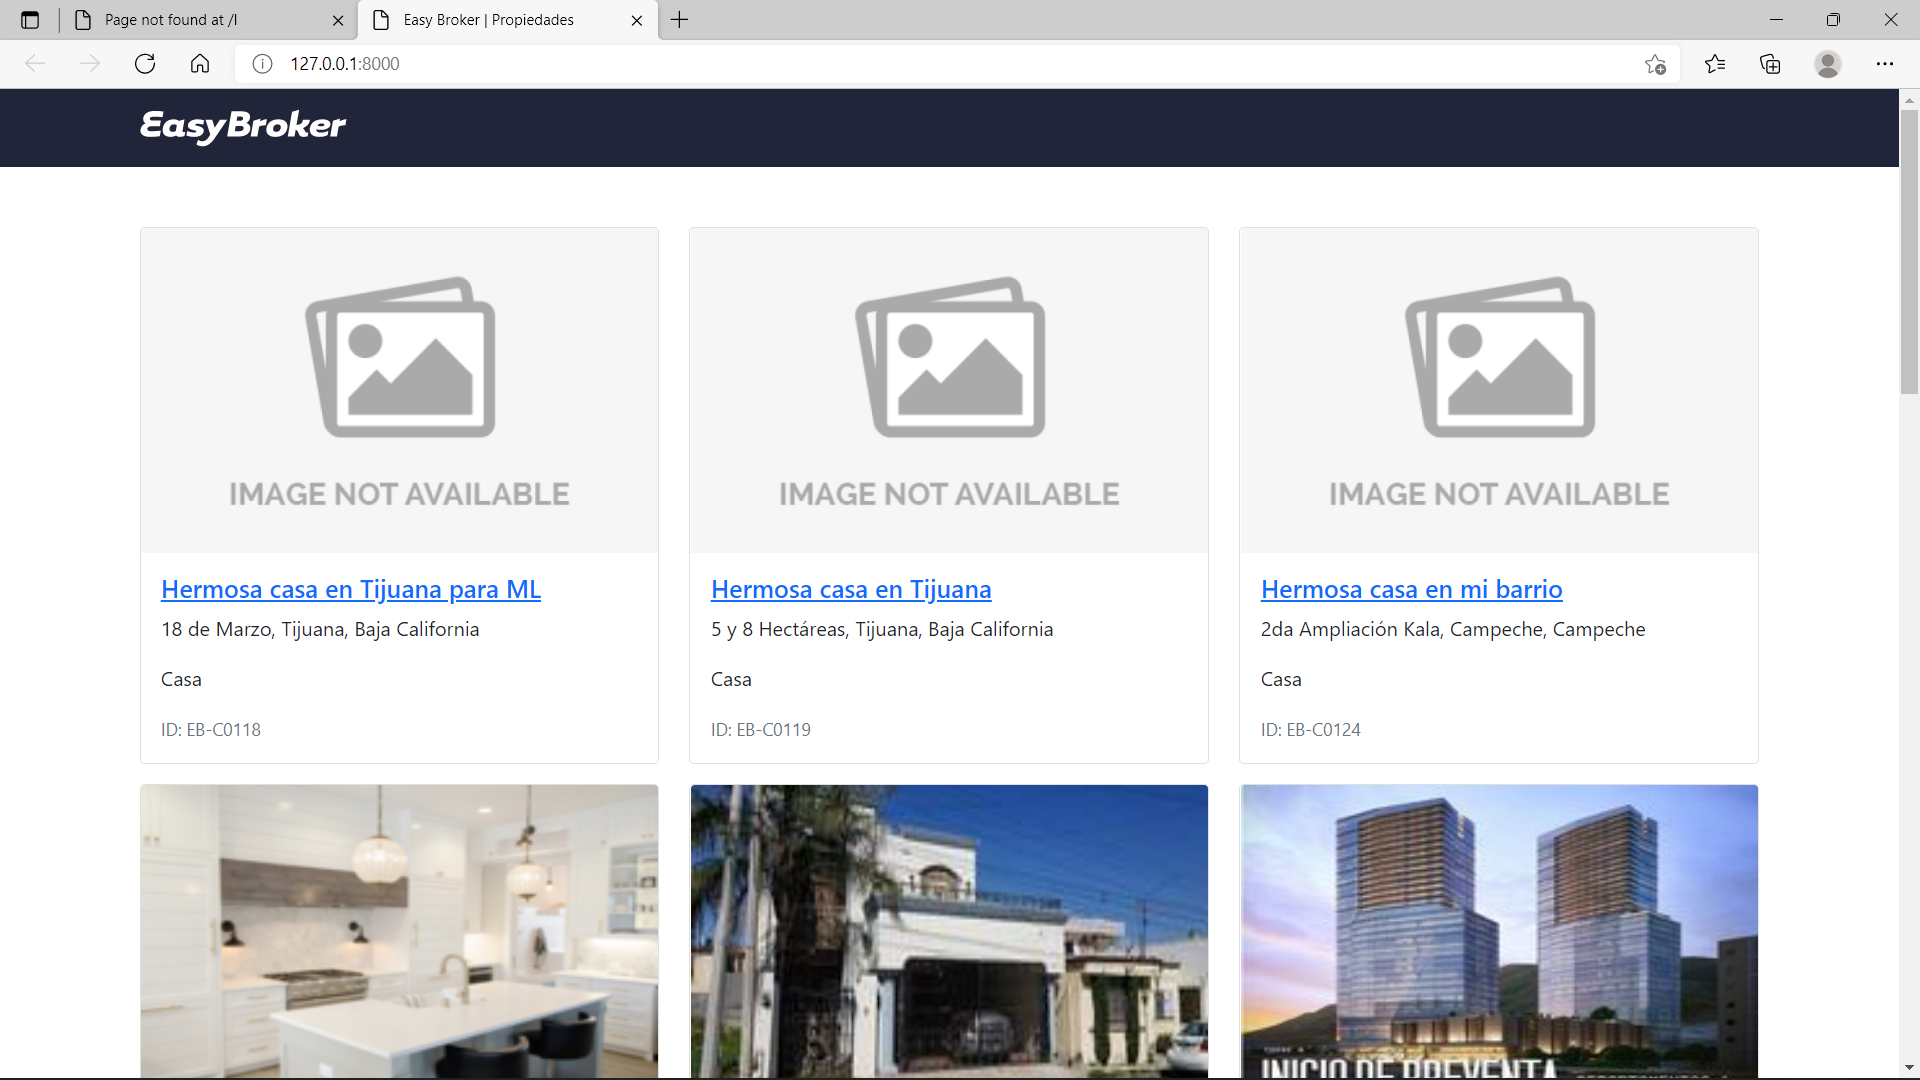 Page not found at /l
Easy Broker | Propiedades
127.0.0.1:8000
EasyBroker
IMAGE NOT AVAILABLE
IMAGE NOT AVAILABLE
IMAGE NOT AVAILABLE
Hermosa casa en Tijuana para ML
18 de Marzo, Tijuana, Baja California
Casa
ID: EB-C0118
Hermosa casa en Tijuana
5 y 8 Hectáreas, Tijuana, Baja California
Casa
ID: EB-C0119
Hermosa casa en mi barrio
2da Ampliación Kala, Campeche, Campeche
Casa
ID: EB-C0124
INICIO DE PREVENTA